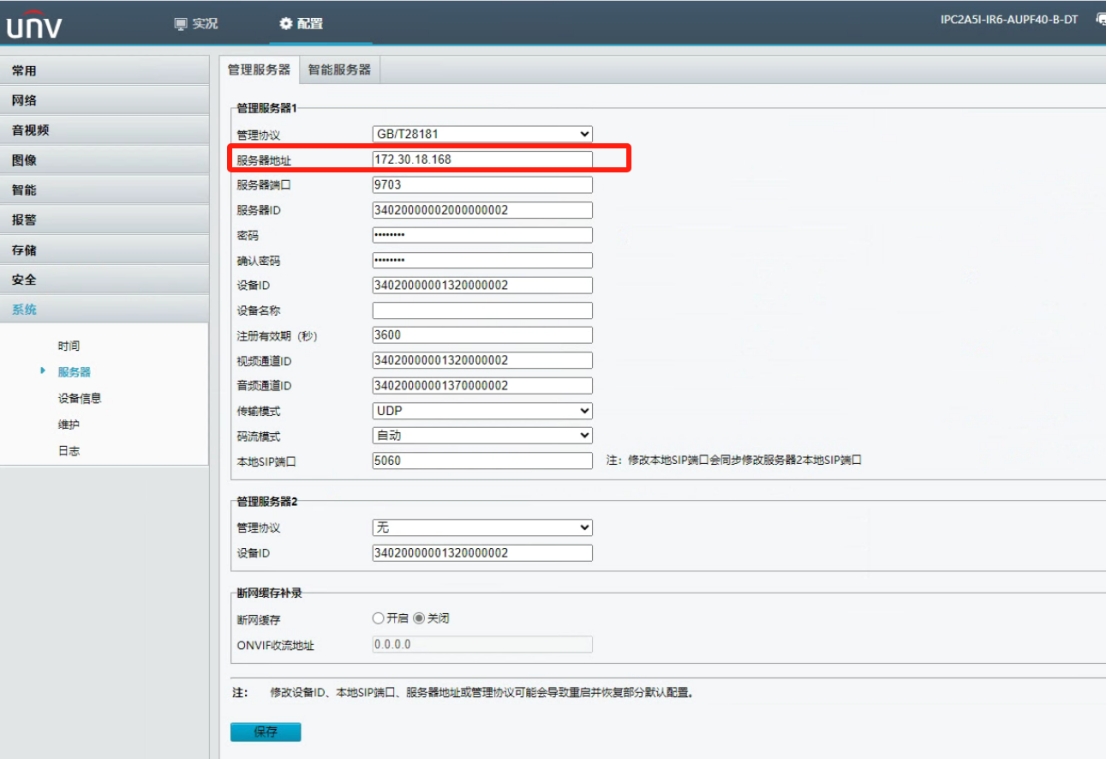 unv 实况 配置 IPC2A5I-IR6-AUPF40-B-DT
常用
网络
音视频
图像
智能
报警
存储
安全
系统
时间
服务器
设备信息
维护
日志
管理服务器 智能服务器
管理服务器1
管理协议 GB/T28181
服务器地址 172.30.18.168
服务器端口 9703
服务器ID 34020000002000000002
密码 ••••••••
确认密码 ••••••••
设备ID 34020000001320000002
设备名称
注册有效期（秒） 3600
视频通道ID 34020000001320000002
音频通道ID 34020000001370000002
传输模式 UDP
码流模式 自动
本地SIP端口 5060 注：修改本地SIP端口会同步修改服务器2本地SIP端口
管理服务器2
管理协议 无
设备ID 34020000001320000002
断网缓存补录
断网缓存 开启 关闭
ONVIF收流地址 0.0.0.0
注： 修改设备ID、本地SIP端口、服务器地址或管理协议可能会导致重启并恢复部分默认配置。
保存